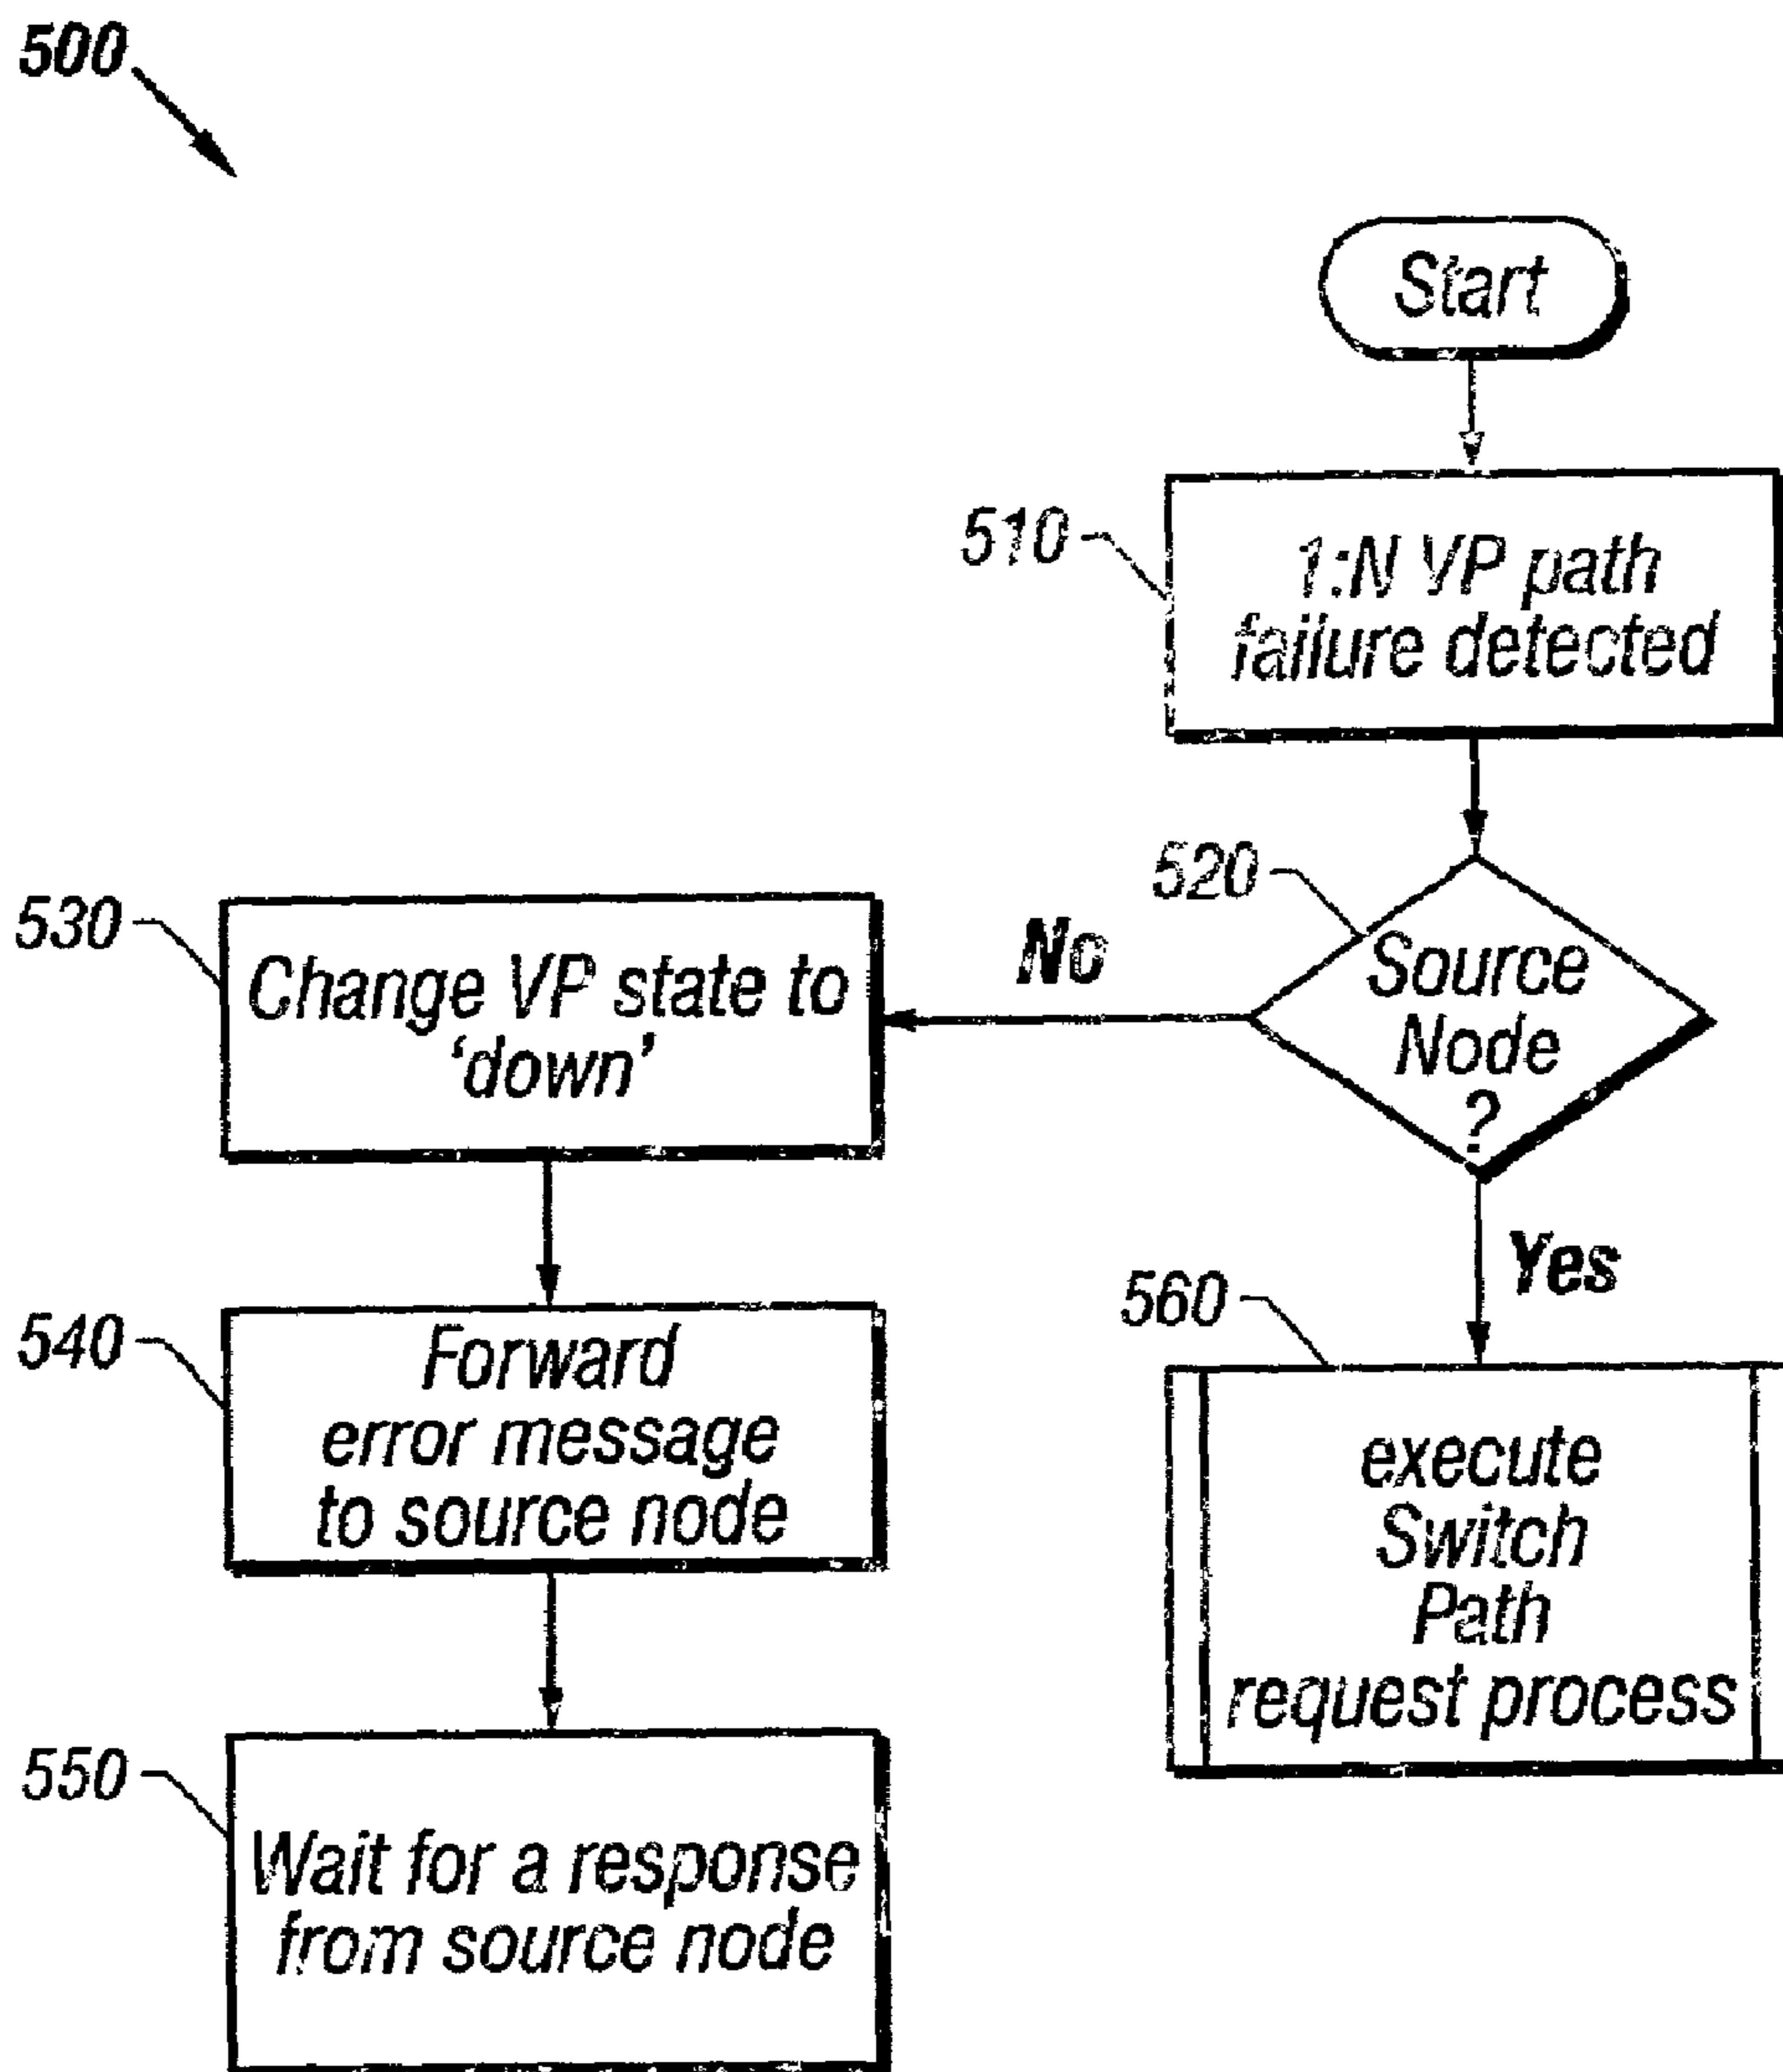 500
Start
510
1:N VP path
failure detected
520
Source
Node
?
No
Yes
530
Change VP state to
'down'
540
Forward
error message
to source node
550
Wait for a response
from source node
560
execute
Switch
Path
request process